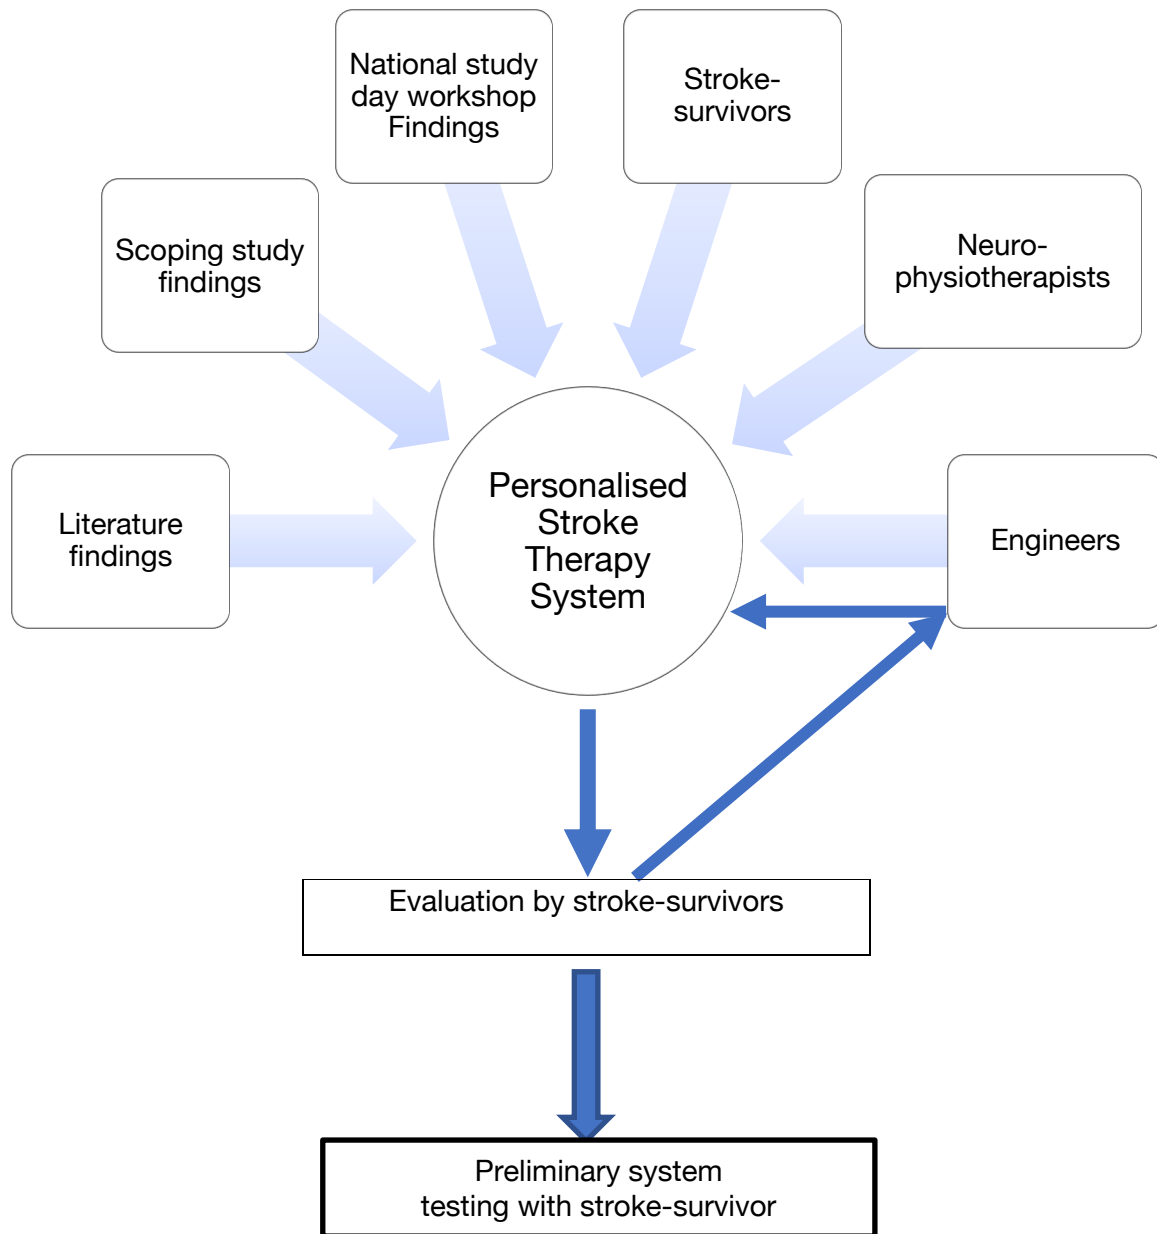 National study
day workshop
Findings
Stroke-
survivors
Scoping study
findings
Neuro-
physiotherapists
Literature
findings
Personalised
Stroke
Therapy
System
Engineers
Evaluation by stroke-survivors
Preliminary system
testing with stroke-survivor